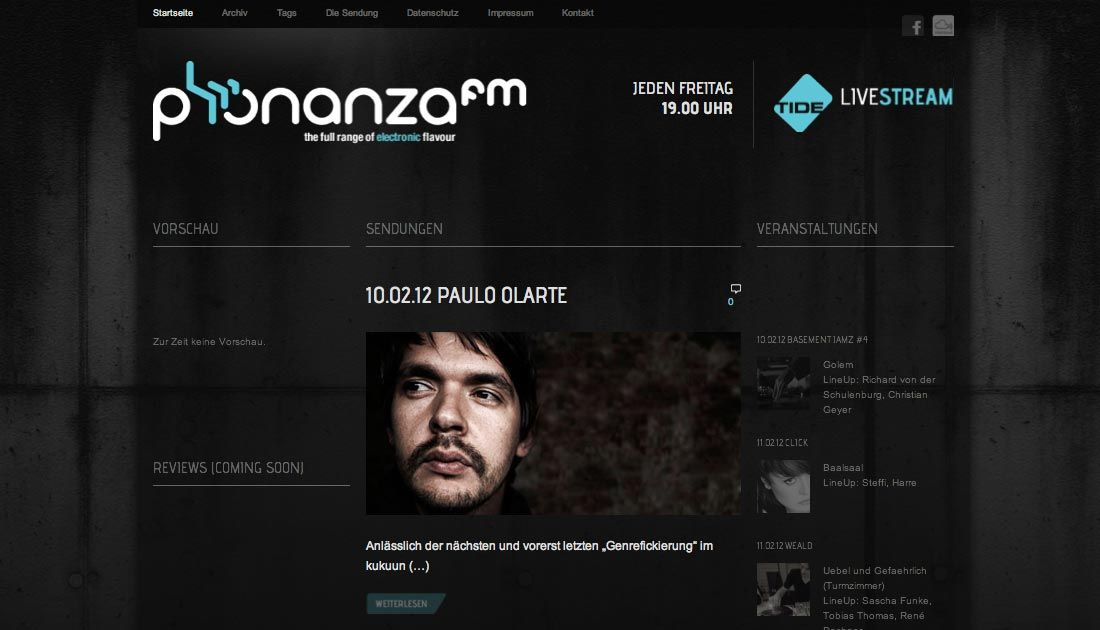 Startseite Archiv Tags Die Sendung Datenschutz Impressum Kontakt
phonanza fm
the full range of electronic flavour
JEDEN FREITAG
19.00 UHR
TIDE
LIVESTREAM
VORSCHAU
Zur Zeit keine Vorschau.
REVIEWS (COMING SOON)
SENDUNGEN
10.02.12 PAULO OLARTE
0
Anlässlich der nächsten und vorerst letzten „Genrefickierung“ im
kukuun (…)
WEITERLESEN
VERANSTALTUNGEN
10.02.12 BASEMENT JAMZ #4
Golem
LineUp: Richard von der
Schulenburg, Christian
Geyer
11.02.12 CLICK
Baalsaal
LineUp: Steffi, Harre
11.02.12 WEALD
Uebel und Gefaehrlich
(Turmzimmer)
LineUp: Sascha Funke,
Tobias Thomas, René